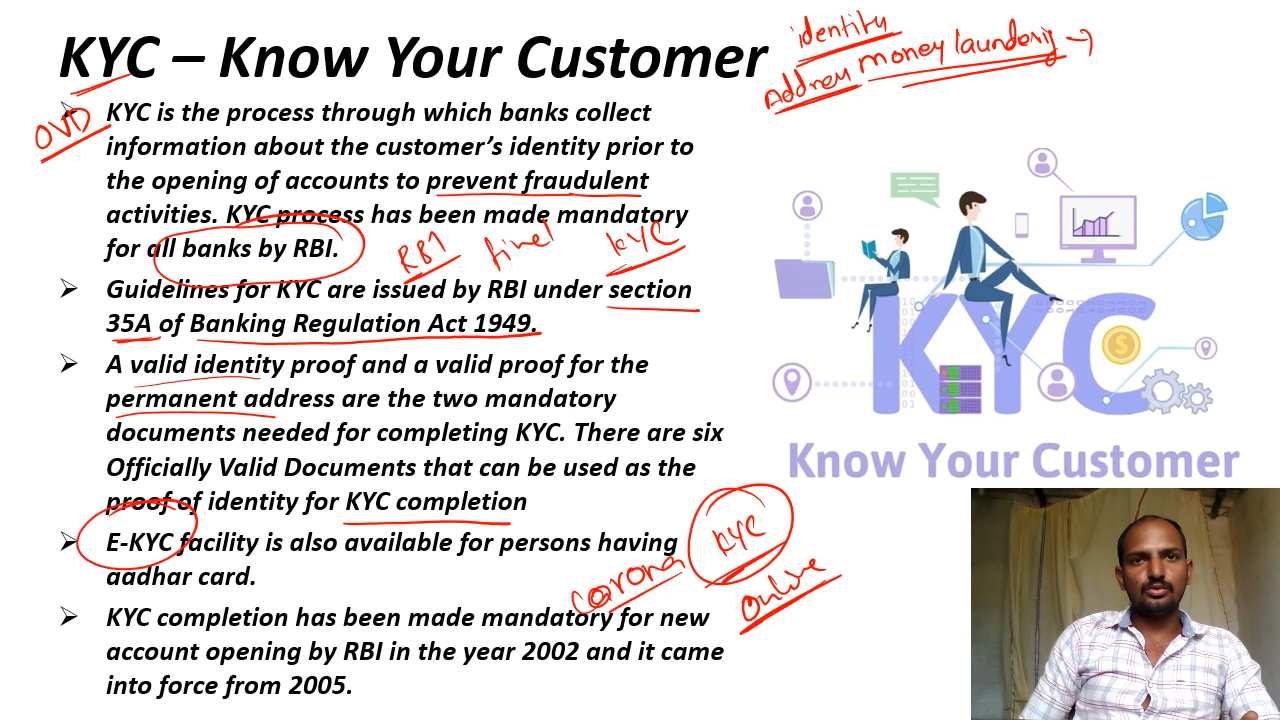 KYC – Know Your Customer
identity
Address money laundering
OVD
KYC is the process through which banks collect
information about the customer's identity prior to
the opening of accounts to prevent fraudulent
activities. KYC process has been made mandatory
for all banks by RBI.
RBI
KYC
Guidelines for KYC are issued by RBI under section
35A of Banking Regulation Act 1949.
A valid identity proof and a valid proof for the
permanent address are the two mandatory
documents needed for completing KYC. There are six
Officially Valid Documents that can be used as the
proof of identity for KYC completion
E-KYC facility is also available for persons having
aadhar card.
KYC
corona
online
KYC completion has been made mandatory for new
account opening by RBI in the year 2002 and it came
into force from 2005.
KYC
Know Your Customer